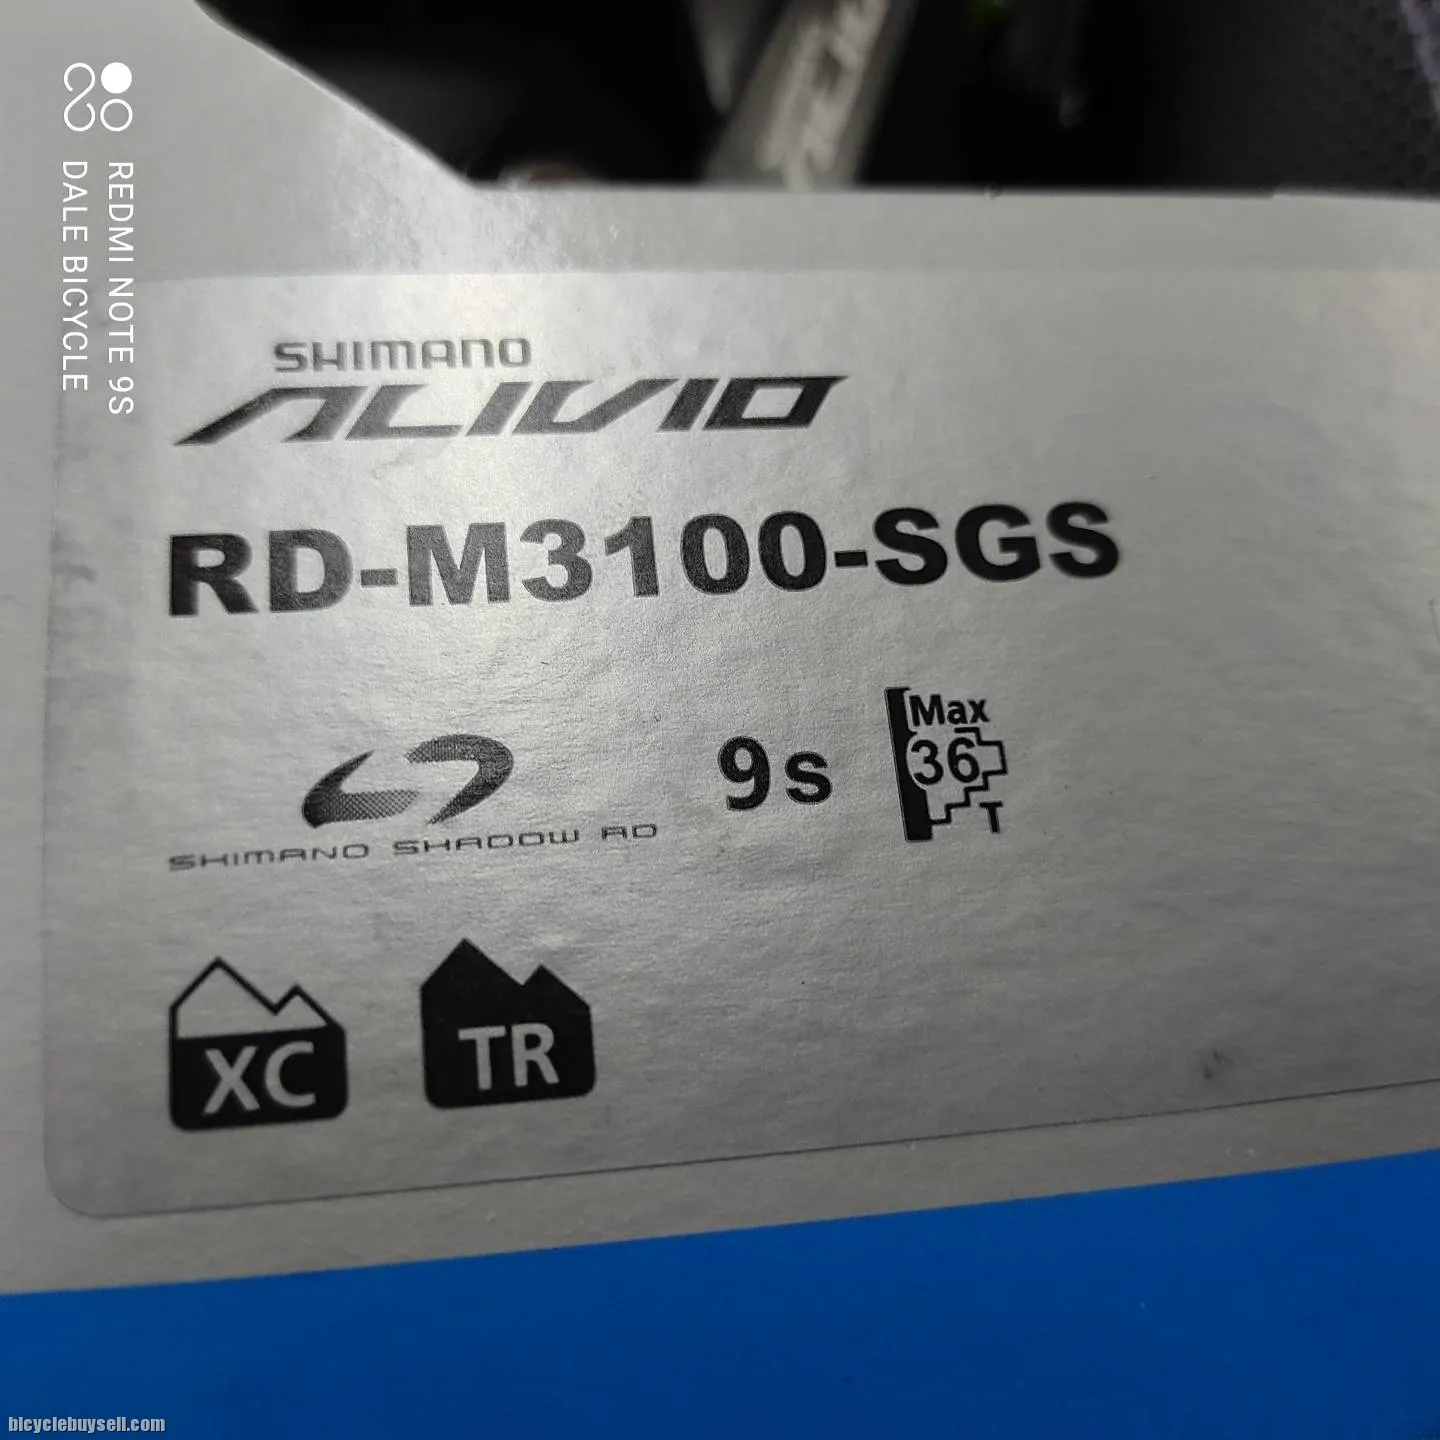 REDMI NOTE 9S
DALE BICYCLE
SHIMANO
ALIVIO
RD-M3100-SGS
SHIMANO SHADOW RD
9s
Max
36
T
XC
TR
bicyclebuysell.com